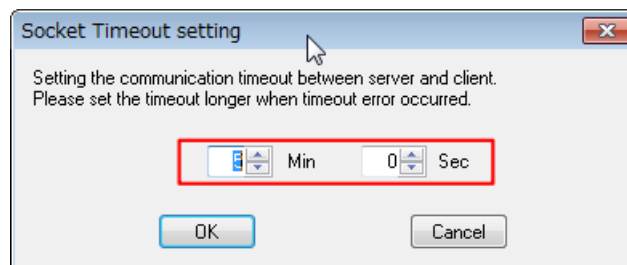 Socket Timeout setting
Setting the communication timeout between server and client.
Please set the timeout longer when timeout error occurred.
Min 0 Sec
OK Cancel